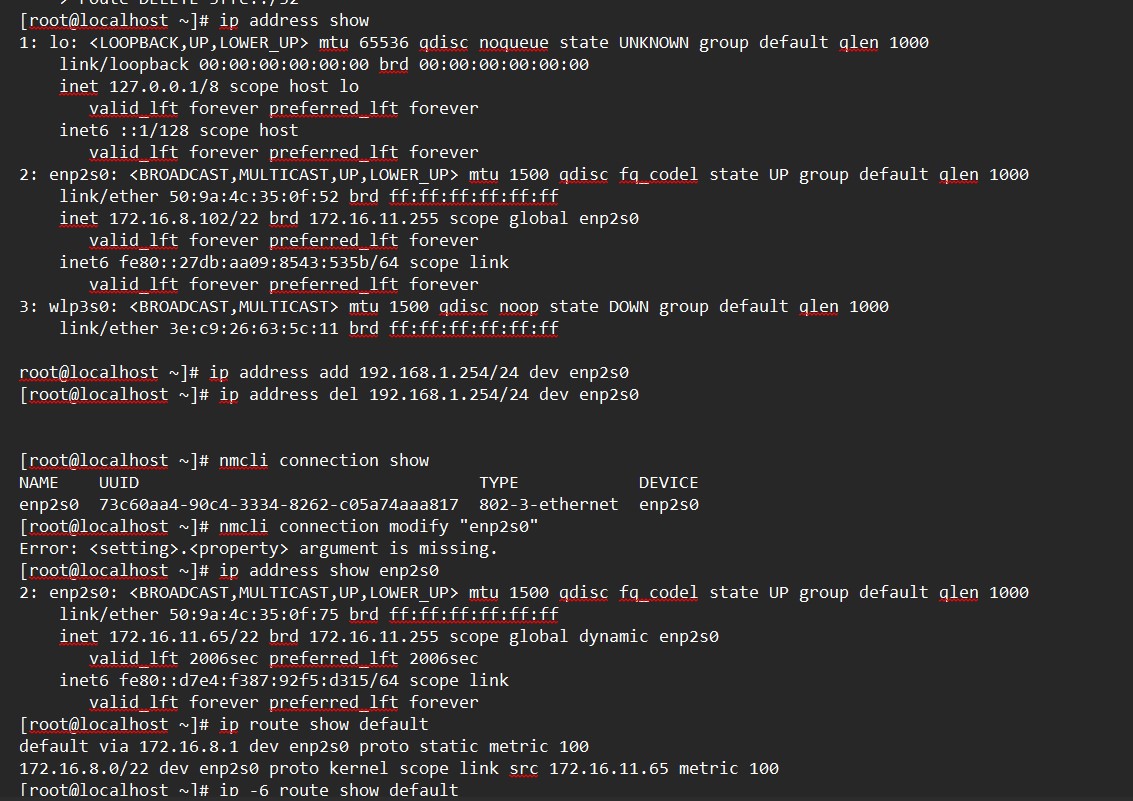 > route DELETE 3ffe::/32
[root@localhost ~]# ip address show
1: lo: <LOOPBACK,UP,LOWER_UP> mtu 65536 qdisc noqueue state UNKNOWN group default qlen 1000
link/loopback 00:00:00:00:00:00 brd 00:00:00:00:00:00
inet 127.0.0.1/8 scope host lo
valid_lft forever preferred_lft forever
inet6 ::1/128 scope host
valid_lft forever preferred_lft forever
2: enp2s0: <BROADCAST,MULTICAST,UP,LOWER_UP> mtu 1500 qdisc fq_codel state UP group default qlen 1000
link/ether 50:9a:4c:35:0f:52 brd ff:ff:ff:ff:ff:ff
inet 172.16.8.102/22 brd 172.16.11.255 scope global enp2s0
valid_lft forever preferred_lft forever
inet6 fe80::27db:aa09:8543:535b/64 scope link
valid_lft forever preferred_lft forever
3: wlp3s0: <BROADCAST,MULTICAST> mtu 1500 qdisc noop state DOWN group default qlen 1000
link/ether 3e:c9:26:63:5c:11 brd ff:ff:ff:ff:ff:ff
root@localhost ~]# ip address add 192.168.1.254/24 dev enp2s0
[root@localhost ~]# ip address del 192.168.1.254/24 dev enp2s0
[root@localhost ~]# nmcli connection show
NAME UUID TYPE DEVICE
enp2s0 73c60aa4-90c4-3334-8262-c05a74aaa817 802-3-ethernet enp2s0
[root@localhost ~]# nmcli connection modify "enp2s0"
Error: <setting>.<property> argument is missing.
[root@localhost ~]# ip address show enp2s0
2: enp2s0: <BROADCAST,MULTICAST,UP,LOWER_UP> mtu 1500 qdisc fq_codel state UP group default qlen 1000
link/ether 50:9a:4c:35:0f:75 brd ff:ff:ff:ff:ff:ff
inet 172.16.11.65/22 brd 172.16.11.255 scope global dynamic enp2s0
valid_lft 2006sec preferred_lft 2006sec
inet6 fe80::d7e4:f387:92f5:d315/64 scope link
valid_lft forever preferred_lft forever
[root@localhost ~]# ip route show default
default via 172.16.8.1 dev enp2s0 proto static metric 100
172.16.8.0/22 dev enp2s0 proto kernel scope link src 172.16.11.65 metric 100
[root@localhost ~]# ip -6 route show default